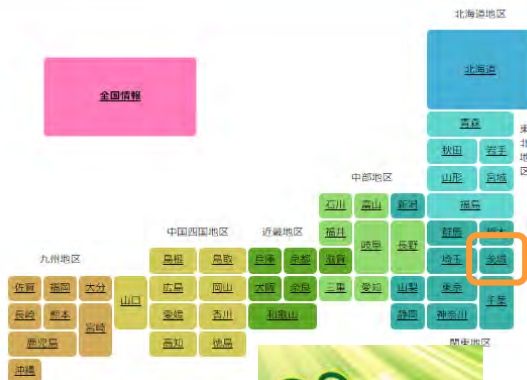 北海道地区
全国情報
北海道
青森
東北地区
秋田 岩手
山形 宮城
中部地区
石川 富山 新潟 福島
中国四国地区 近畿地区
福井 岐阜 長野 群馬 栃木
九州地区
島根 鳥取 兵庫 京都 滋賀 埼玉 茨城
佐賀 福岡 大分 山口 広島 岡山 大阪 奈良 三重 愛知 山梨 東京 千葉
長崎 熊本 宮崎 愛媛 香川 和歌山 静岡 神奈川
鹿児島 高知 徳島 関東地区
沖縄